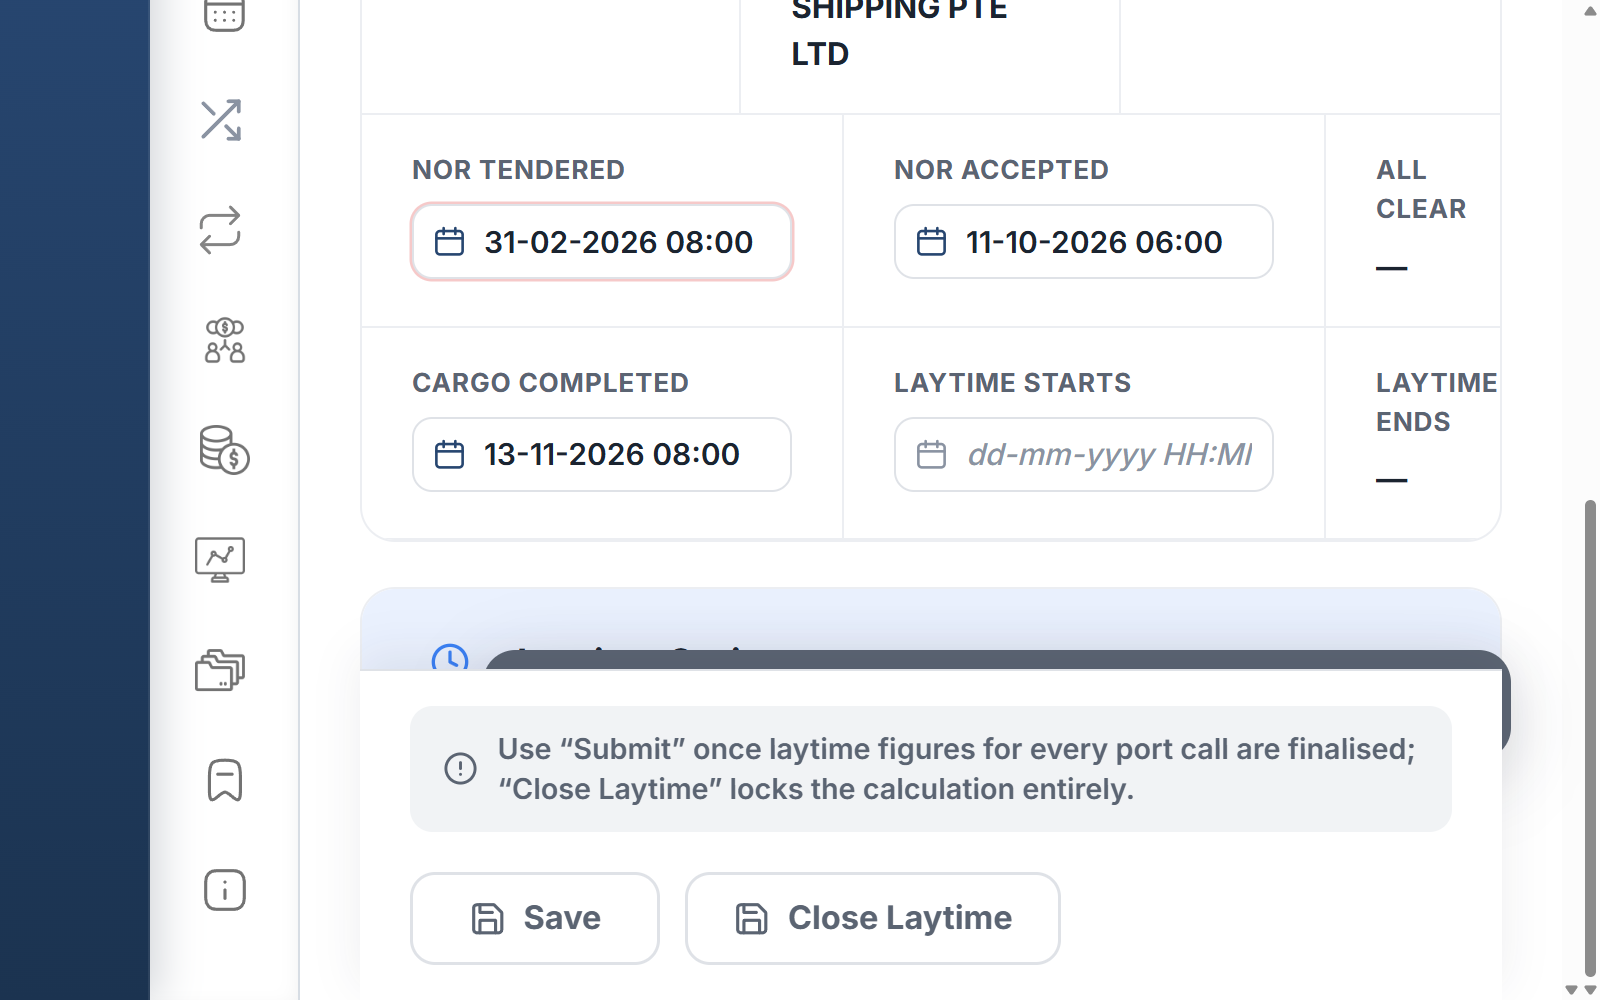 SHIPPING PTE
LTD
NOR TENDERED
NOR ACCEPTED
ALL
CLEAR
31-02-2026 08:00
11-10-2026 06:00
—
CARGO COMPLETED
LAYTIME STARTS
LAYTIME
ENDS
13-11-2026 08:00
dd-mm-yyyy HH:MI
—
Use “Submit” once laytime figures for every port call are finalised;
“Close Laytime” locks the calculation entirely.
Save
Close Laytime